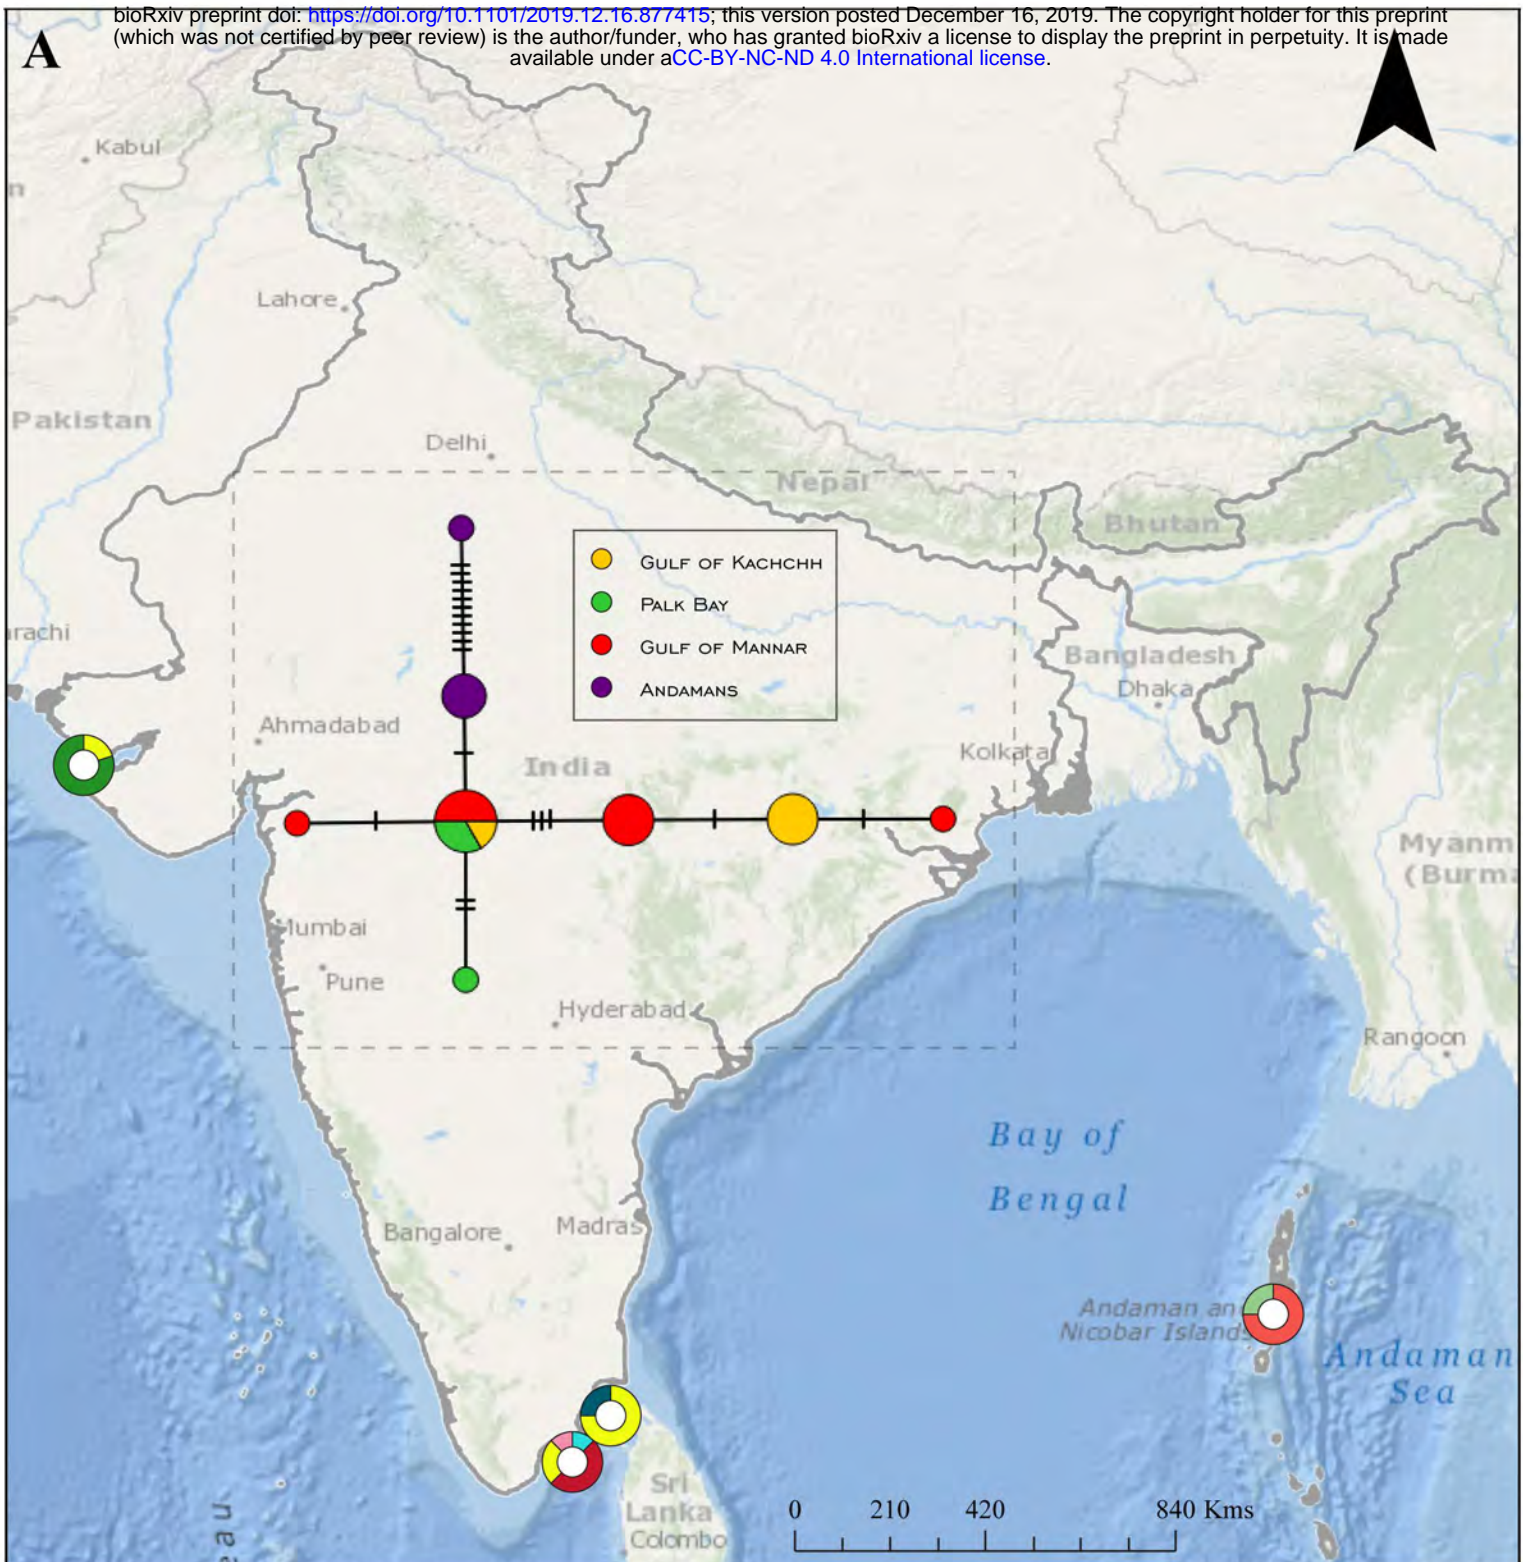 bioRxiv preprint doi: https://doi.org/10.1101/2019.12.16.877415; this version posted December 16, 2019. The copyright holder for this preprint
(which was not certified by peer review) is the author/funder, who has granted bioRxiv a license to display the preprint in perpetuity. It is made
available under aCC-BY-NC-ND 4.0 International license.
A
Kabul
n
Lahore
Pakistan
Delhi
Nepal
Bhutan
GULF OF KACHCHH
PALK BAY
GULF OF MANNAR
ANDAMANS
arachi
Bangladesh
Dhaka
Ahmadabad
India
Kolkata
Myanm
(Burma
Mumbai
Pune
Hyderabad
Rangoon
Bay of
Bengal
Bangalore
Madras
Andaman an
Nicobar Islands
Andaman
Sea
Sri
Lanka
Colombo
eau
0 210 420 840 Kms